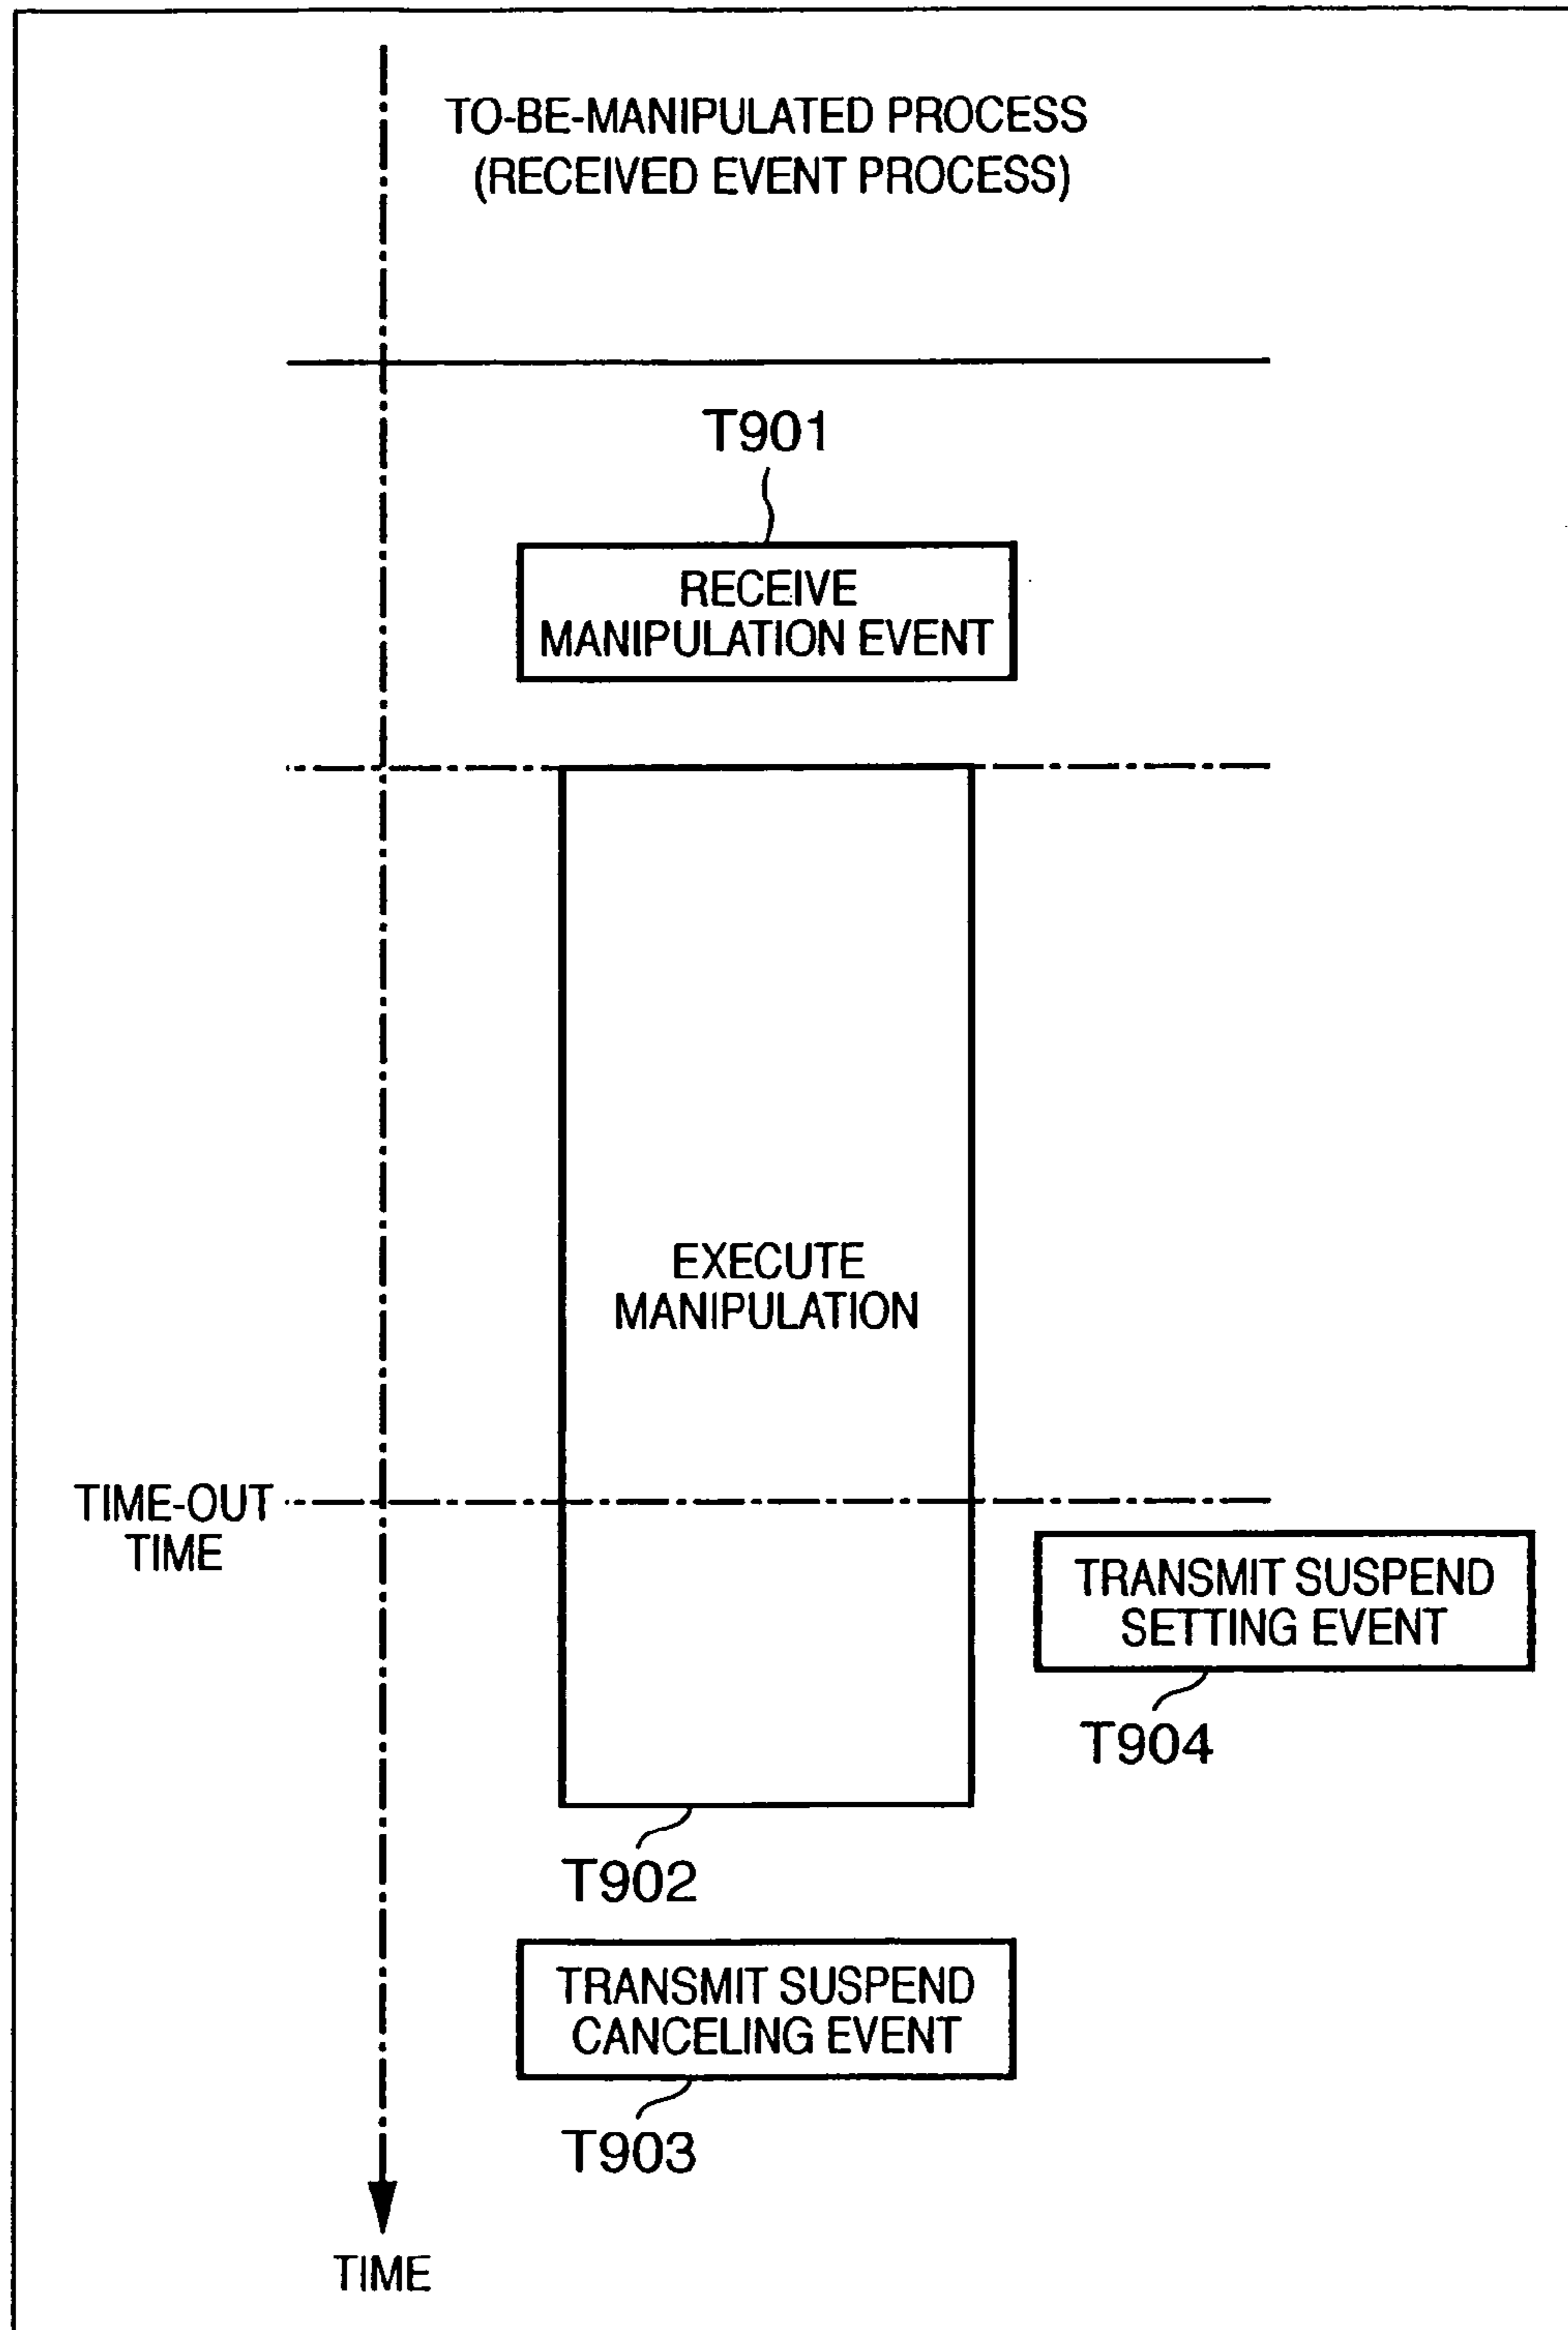 TO-BE-MANIPULATED PROCESS
(RECEIVED EVENT PROCESS)
T901
RECEIVE
MANIPULATION EVENT
EXECUTE
MANIPULATION
TIME-OUT
TIME
TRANSMIT SUSPEND
SETTING EVENT
T904
T902
TRANSMIT SUSPEND
CANCELING EVENT
T903
TIME